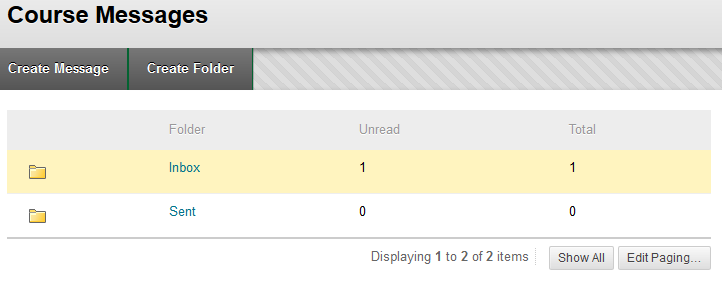 Course Messages
Create Message Create Folder
Folder Unread Total
Inbox 1 1
Sent 0 0
Displaying 1 to 2 of 2 items Show All Edit Paging...